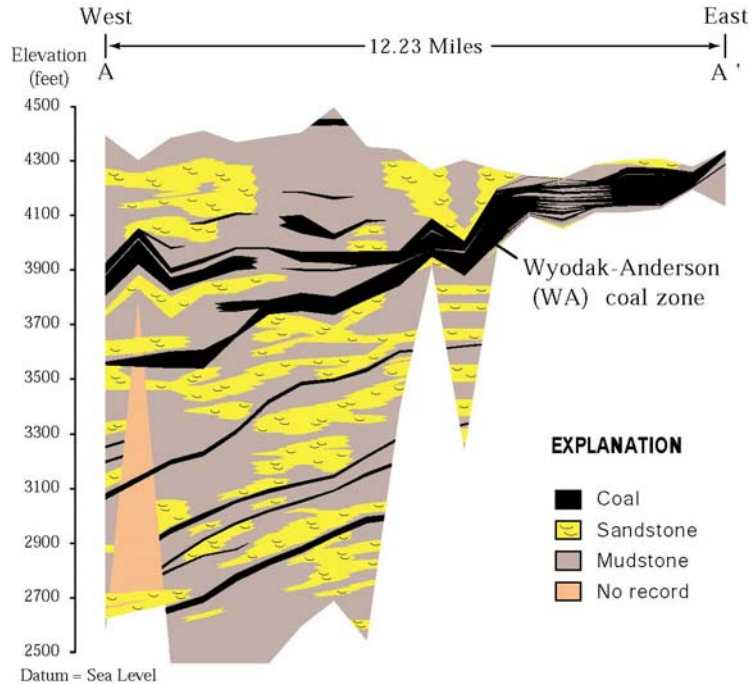 West East
12.23 Miles
Elevation
(feet)
A A '
4500
4300
4100
3900
Wyodak-Anderson
(WA) coal zone
3700
3500
3300
EXPLANATION
3100
Coal
2900
Sandstone
Mudstone
2700
No record
2500
Datum = Sea Level